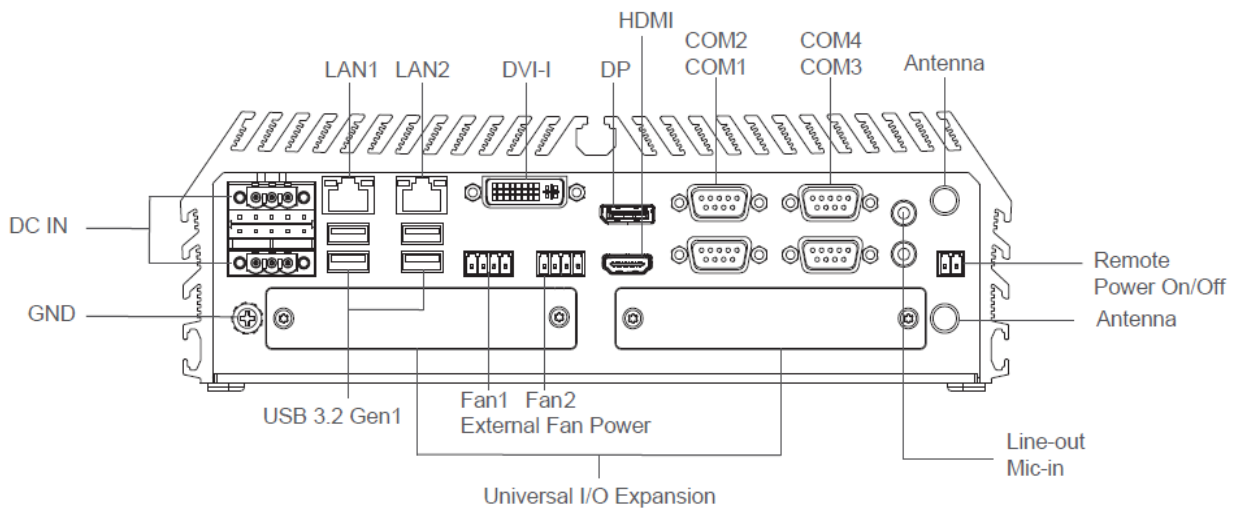 HDMI
COM2
COM1
COM4
COM3
LAN1
LAN2
DVI-I
DP
Antenna
DC IN
Remote
Power On/Off
GND
Antenna
USB 3.2 Gen1
Fan1 Fan2
External Fan Power
Line-out
Mic-in
Universal I/O Expansion